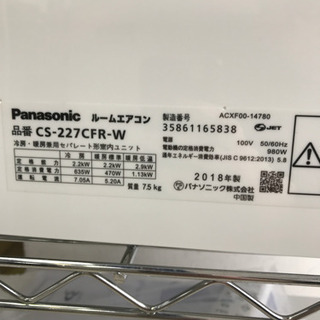 Panasonic ルームエアコン
品番 CS-227CFR-W
冷房・暖房兼用セパレート形室内ユニット
冷房 暖房標準 暖房低温
定格能力 2.2kW 2.2kW 2.9kW
定格消費電力 635W 470W 1.13kW
運転電流 7.05A 5.20A
質量 7.5kg
製造番号 ACXF00-14780
35861165838 JET
100V 50/60Hz
電動機の定格消費電力 980W
通年エネルギー消費効率(JIS C 9612:2013) 5.8
2018年製
パナソニック株式会社
中国製